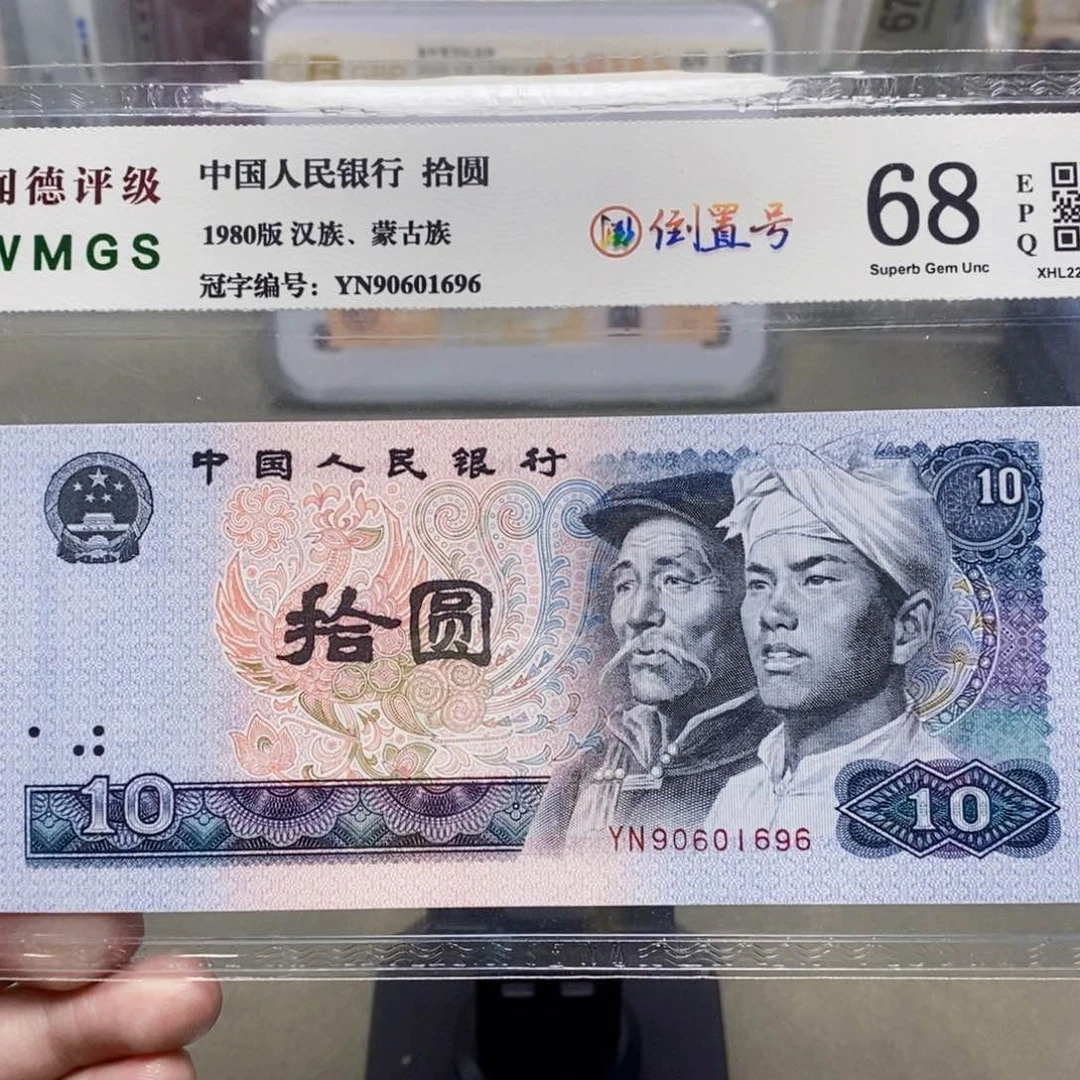 德评级
WMGS
中国人民银行 拾圆
1980版 汉族、蒙古族
冠字编号：YN90601696
倒置号
68
Superb Gem Unc
EPQ
XHL22
中国人民银行
10
拾圆
10
YN90601696
10